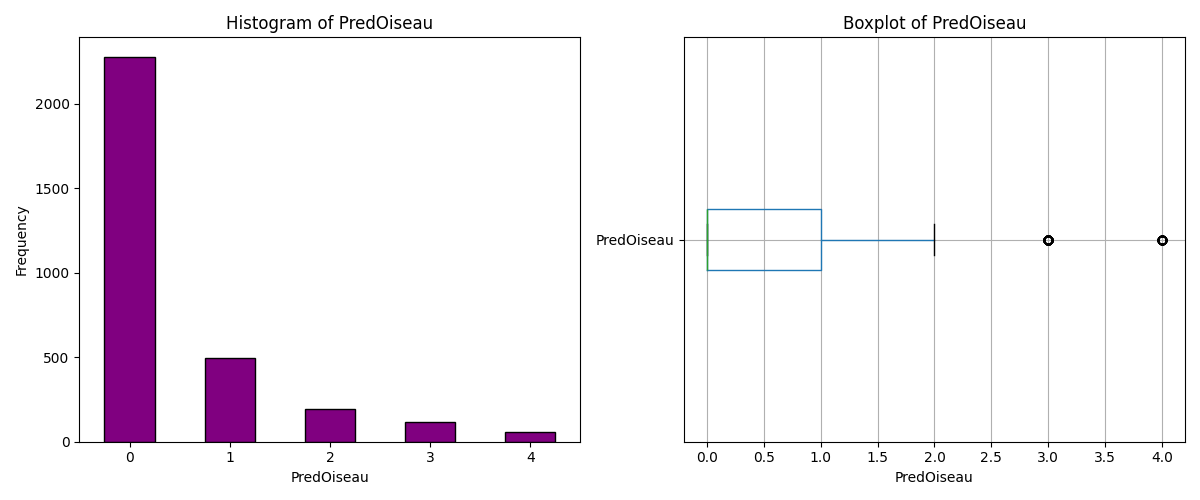 Histogram of PredOiseau
Frequency
2000
1500
1000
500
0
0 1 2 3 4
PredOiseau
Boxplot of PredOiseau
PredOiseau
0.0 0.5 1.0 1.5 2.0 2.5 3.0 3.5 4.0
PredOiseau